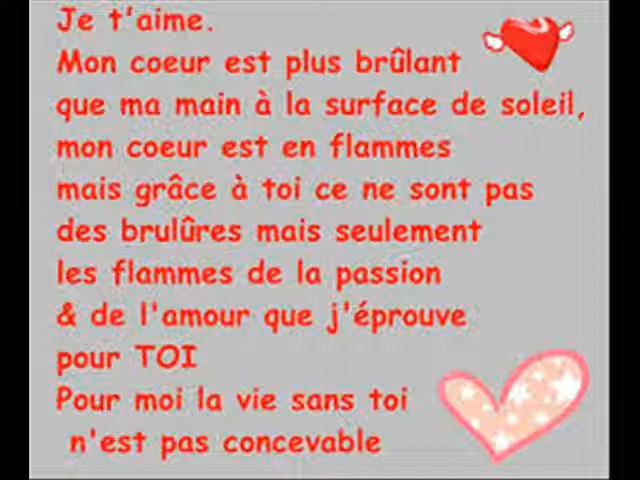 Je t'aime.
Mon coeur est plus brûlant
que ma main à la surface de soleil,
mon coeur est en flammes
mais grâce à toi ce ne sont pas
des brulûres mais seulement
les flammes de la passion
& de l'amour que j'éprouve
pour TOI
Pour moi la vie sans toi
n'est pas concevable